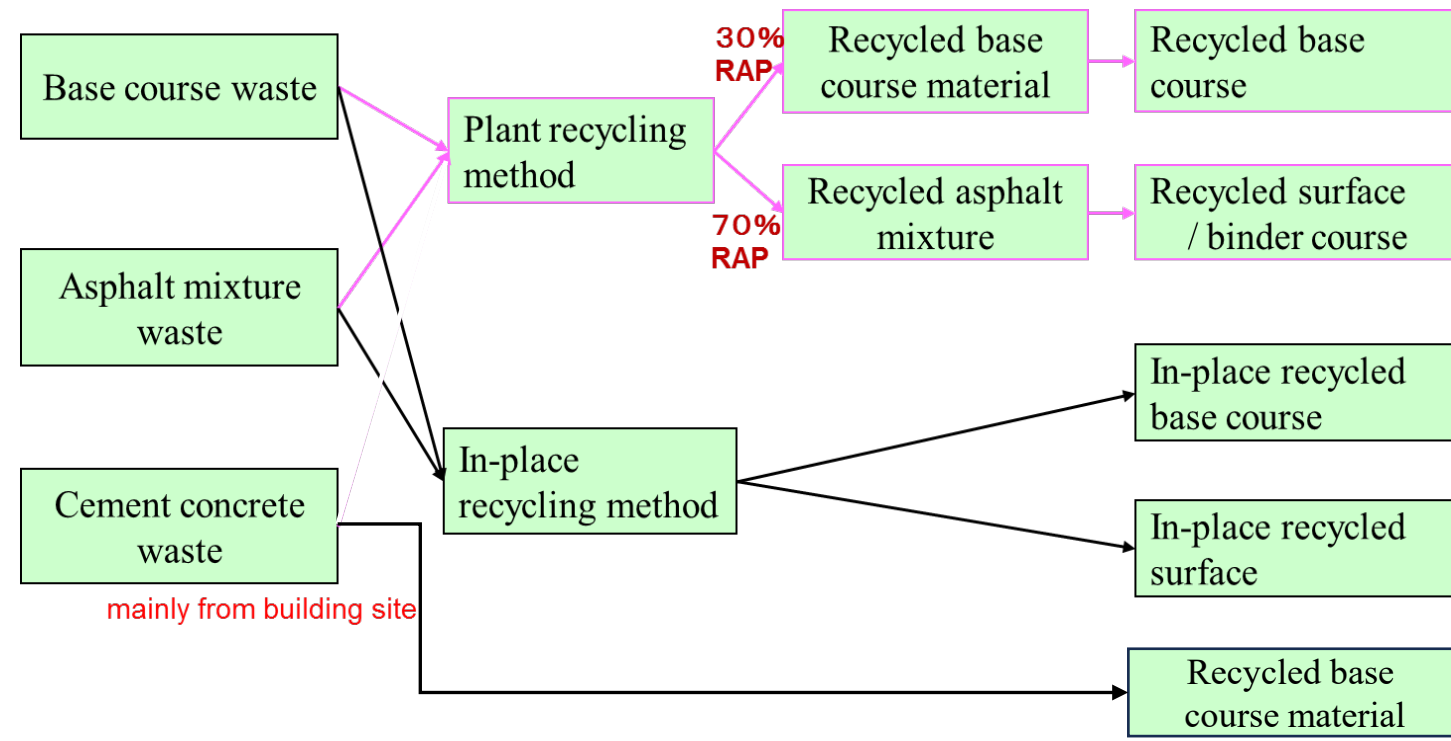 Base course waste
Asphalt mixture
waste
Cement concrete
waste
mainly from building site
Plant recycling
method
In-place
recycling method
30%
RAP
70%
RAP
Recycled base
course material
Recycled asphalt
mixture
Recycled base
course
Recycled surface
/ binder course
In-place recycled
base course
In-place recycled
surface
Recycled base
course material